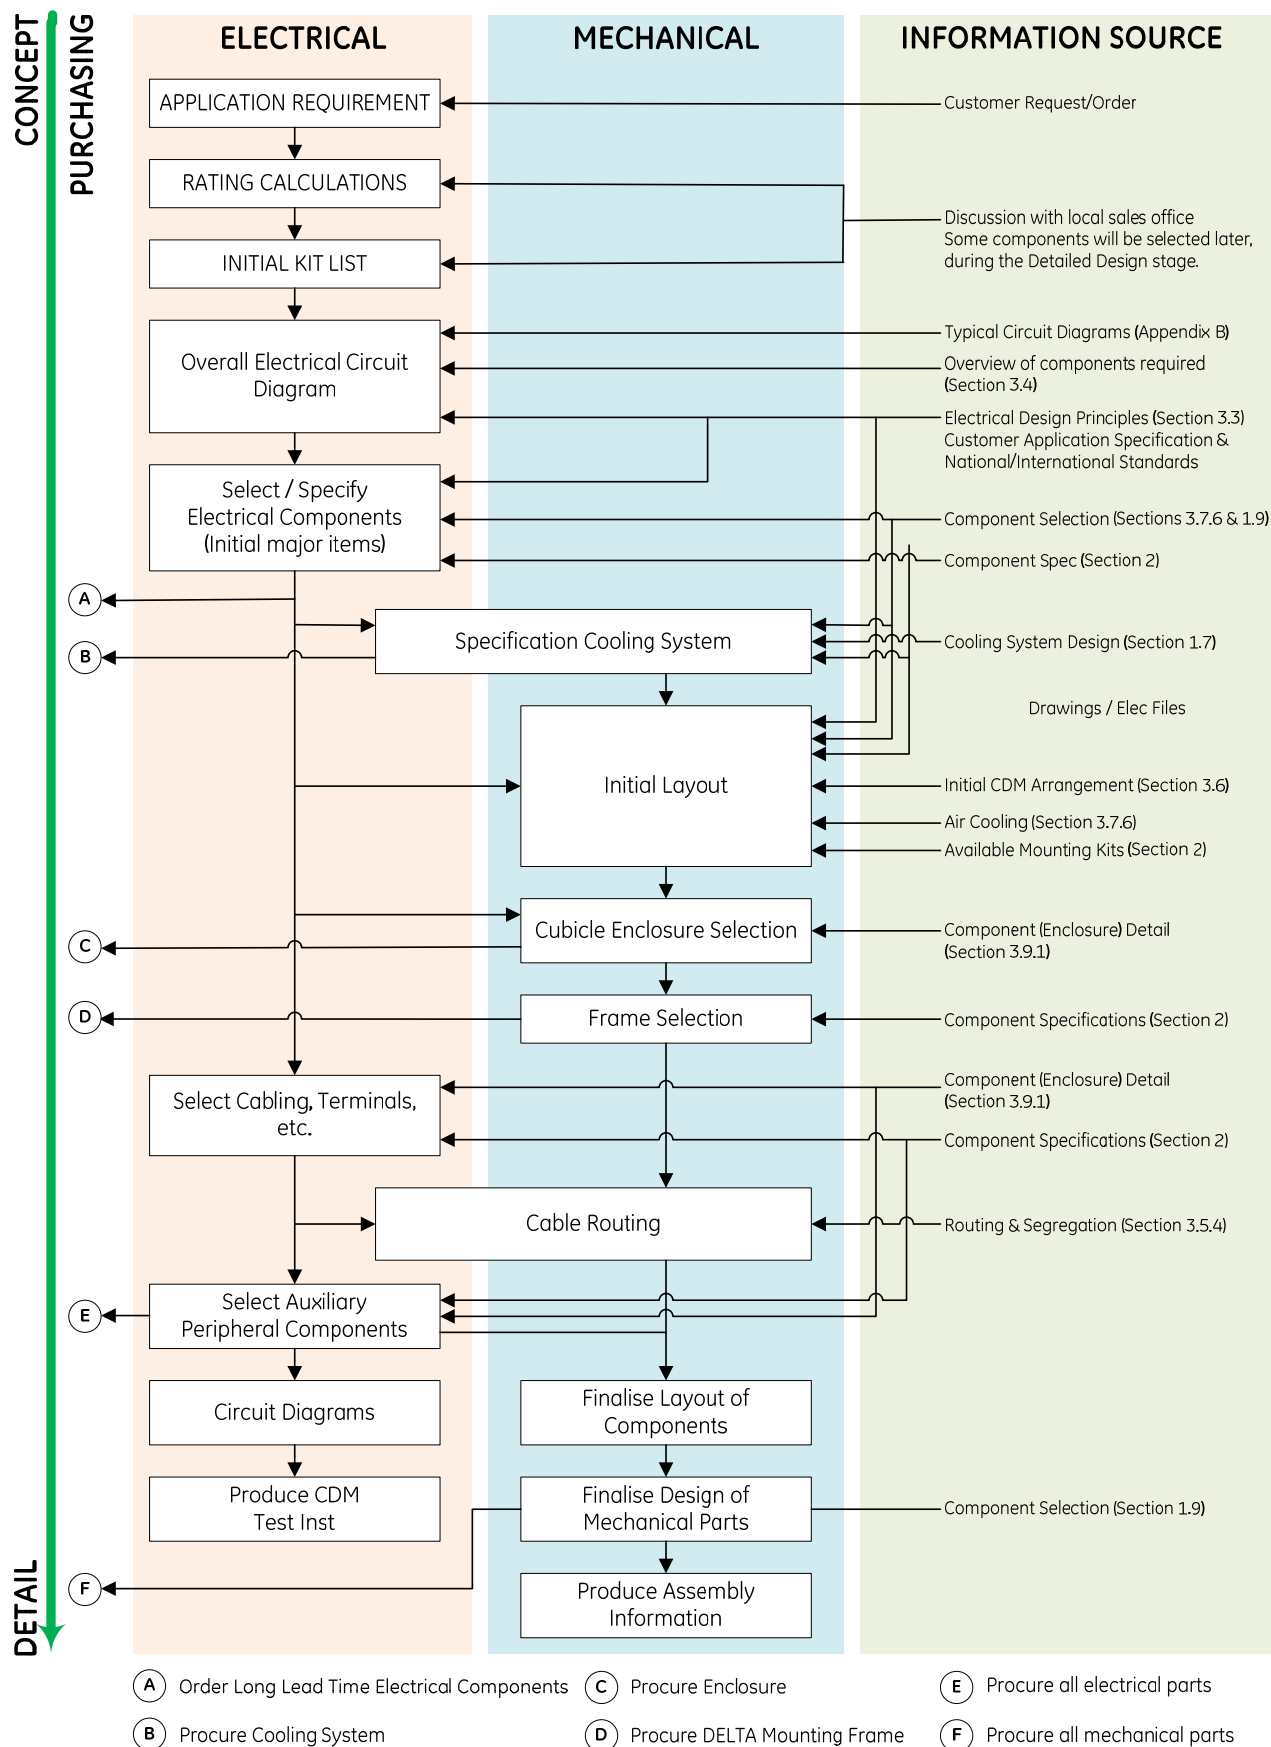 CONCEPT
PURCHASING
ELECTRICAL
MECHANICAL
INFORMATION SOURCE
APPLICATION REQUIREMENT
Customer Request/Order
RATING CALCULATIONS
Discussion with local sales office
Some components will be selected later,
during the Detailed Design stage.
INITIAL KIT LIST
Overall Electrical Circuit
Diagram
Typical Circuit Diagrams (Appendix B)
Overview of components required
(Section 3.4)
Electrical Design Principles (Section 3.3)
Customer Application Specification &
National/International Standards
Select / Specify
Electrical Components
(Initial major items)
Component Selection (Sections 3.7.6 & 1.9)
Component Spec (Section 2)
A
Specification Cooling System
Cooling System Design (Section 1.7)
B
Drawings / Elec Files
Initial Layout
Initial CDM Arrangement (Section 3.6)
Air Cooling (Section 3.7.6)
Available Mounting Kits (Section 2)
Cubicle Enclosure Selection
Component (Enclosure) Detail
(Section 3.9.1)
C
D
Frame Selection
Component Specifications (Section 2)
Select Cabling, Terminals,
etc.
Component (Enclosure) Detail
(Section 3.9.1)
Component Specifications (Section 2)
Cable Routing
Routing & Segregation (Section 3.5.4)
E
Select Auxiliary
Peripheral Components
Circuit Diagrams
Finalise Layout of
Components
Produce CDM
Test Inst
Finalise Design of
Mechanical Parts
Component Selection (Section 1.9)
F
Produce Assembly
Information
DETAIL
A Order Long Lead Time Electrical Components
C Procure Enclosure
E Procure all electrical parts
B Procure Cooling System
D Procure DELTA Mounting Frame
F Procure all mechanical parts